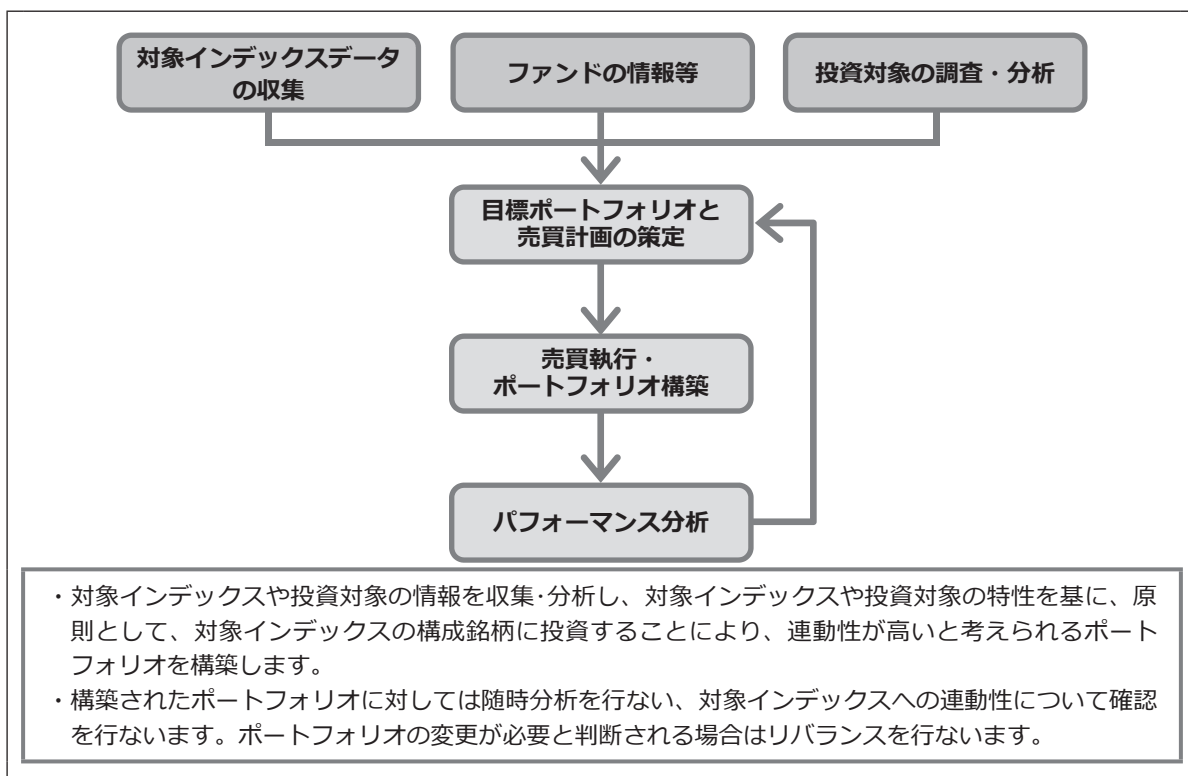 対象インデックスデータ
の収集
ファンドの情報等
投資対象の調査・分析
目標ポートフォリオと
売買計画の策定
売買執行・
ポートフォリオ構築
パフォーマンス分析
・対象インデックスや投資対象の情報を収集･分析し、対象インデックスや投資対象の特性を基に、原
則として、対象インデックスの構成銘柄に投資することにより、連動性が高いと考えられるポート
フォリオを構築します。
・構築されたポートフォリオに対しては随時分析を行ない、対象インデックスへの連動性について確認
を行ないます。ポートフォリオの変更が必要と判断される場合はリバランスを行ないます。